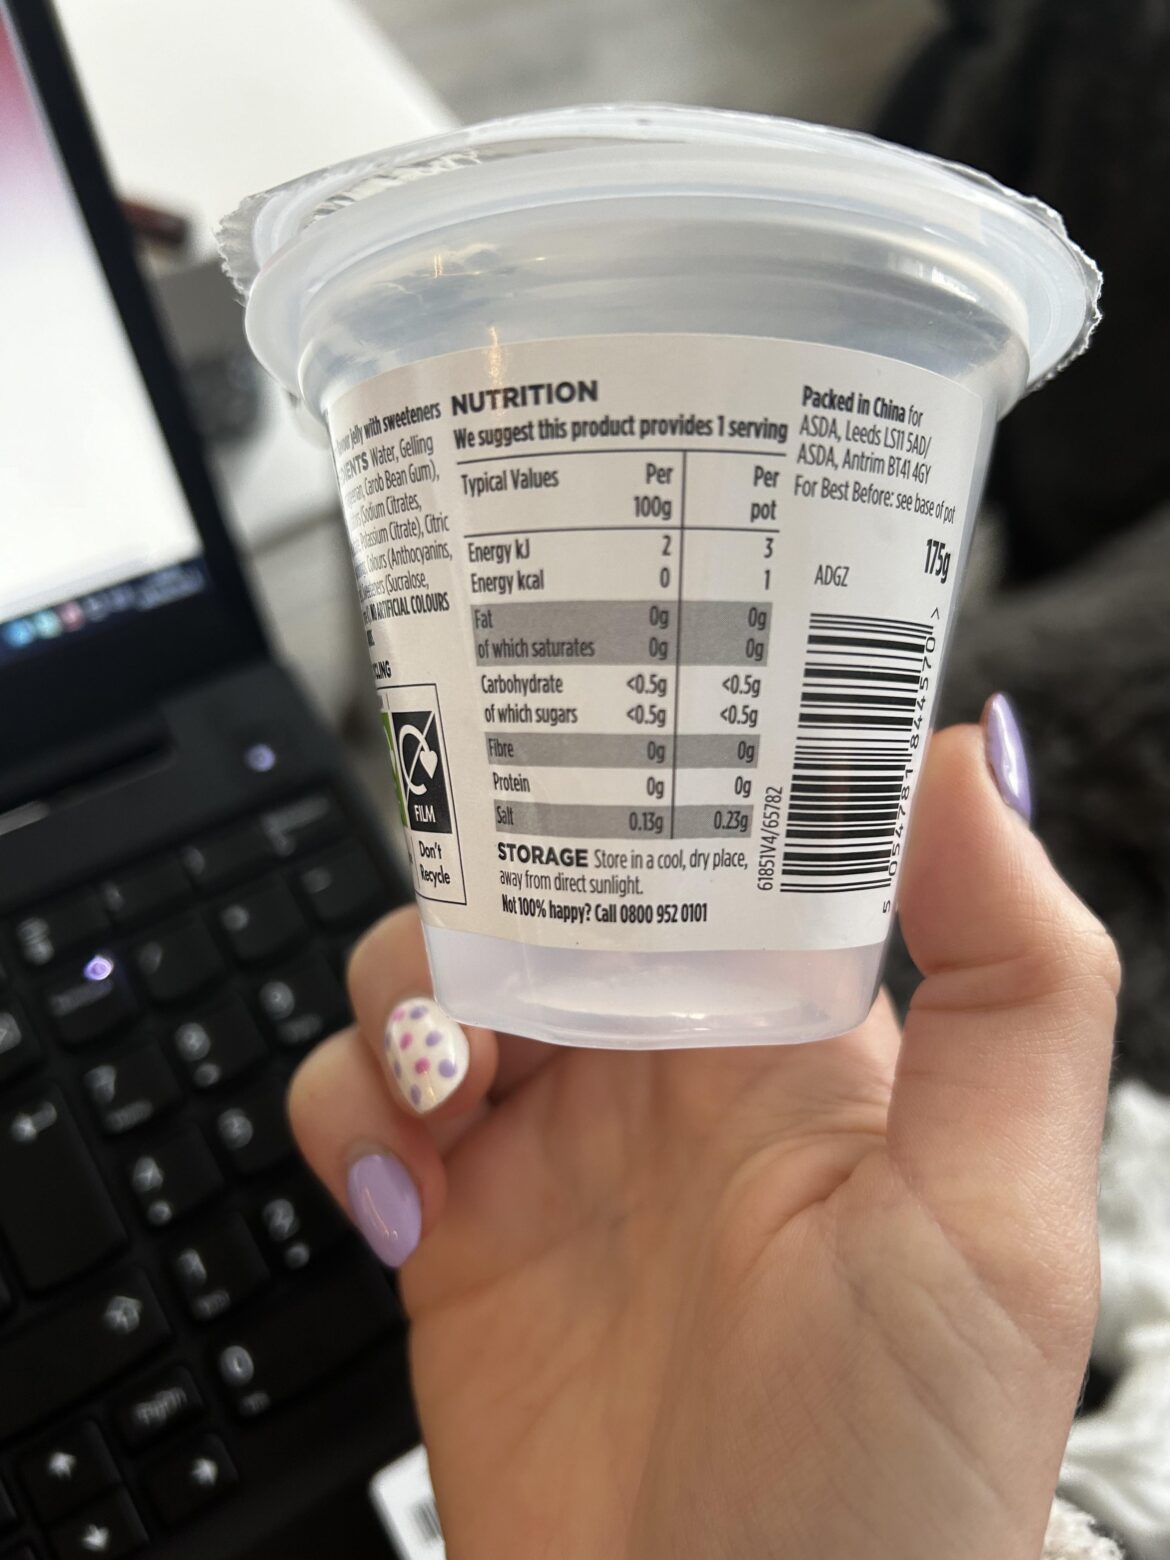 jelly with sweeteners
Water, Gelling
Carob Bean Gum),
(Sodium Citrates,
Citrate), Citric
Colours (Anthocyanins,
(Sucralose,
ARTIFICIAL COLOURS
FILM
Don't
Recycle
NUTRITION
We suggest this product provides 1 serving
Typical Values Per 100g Per pot
Energy kJ 2 3
Energy kcal 0 1
Fat 0g 0g
of which saturates 0g 0g
Carbohydrate <0.5g <0.5g
of which sugars <0.5g <0.5g
Fibre 0g 0g
Protein 0g 0g
Salt 0.13g 0.23g
STORAGE Store in a cool, dry place,
away from direct sunlight.
Not 100% happy? Call 0800 952 0101
Packed in China for
ASDA, Leeds LS11 5AD/
ASDA, Antrim BT41 4GY
For Best Before: see base of pot
175g
ADGZ
61851V4/65782
5 054781 844570 >